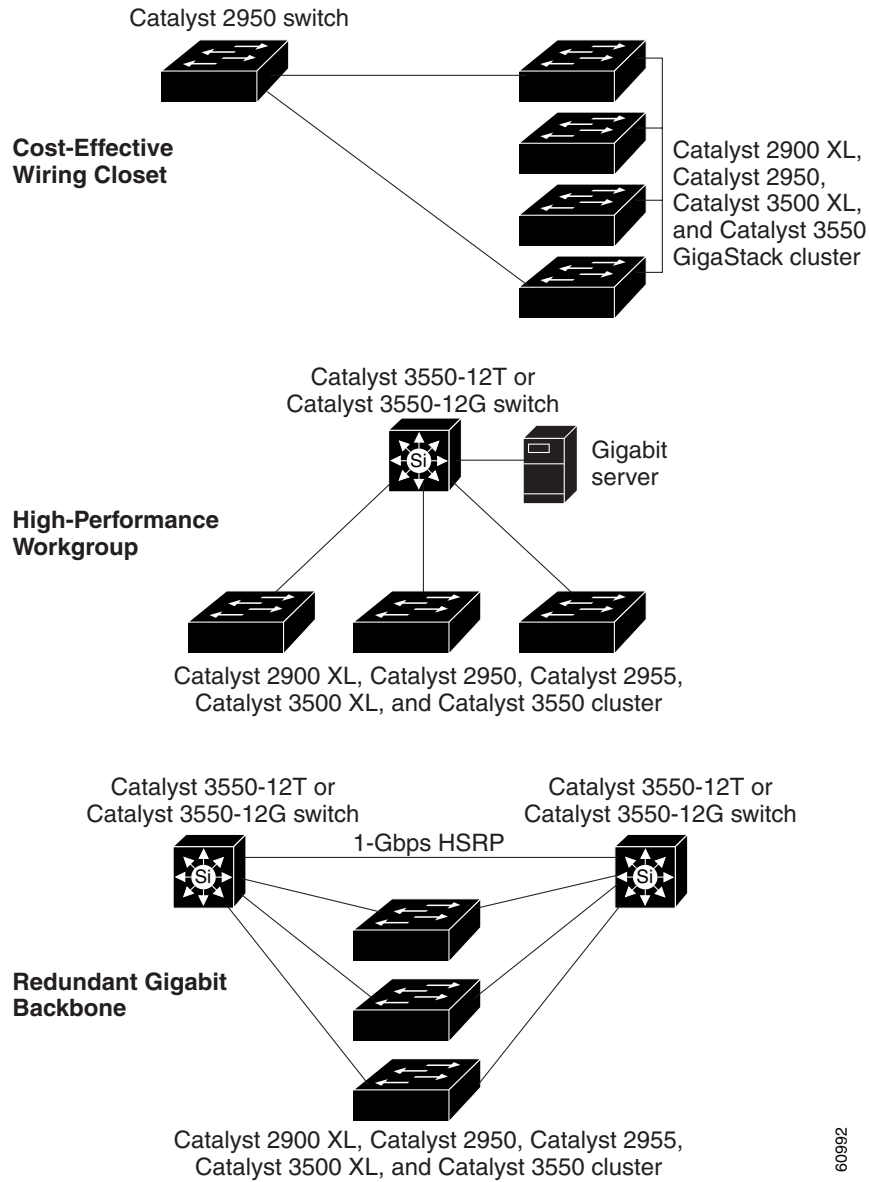 Catalyst 2950 switch
Cost-Effective
Wiring Closet
Catalyst 2900 XL,
Catalyst 2950,
Catalyst 3500 XL,
and Catalyst 3550
GigaStack cluster
Catalyst 3550-12T or
Catalyst 3550-12G switch
Si
Gigabit
server
High-Performance
Workgroup
Catalyst 2900 XL, Catalyst 2950, Catalyst 2955,
Catalyst 3500 XL, and Catalyst 3550 cluster
Catalyst 3550-12T or
Catalyst 3550-12G switch
Catalyst 3550-12T or
Catalyst 3550-12G switch
1-Gbps HSRP
Si
Si
Redundant Gigabit
Backbone
Catalyst 2900 XL, Catalyst 2950, Catalyst 2955,
Catalyst 3500 XL, and Catalyst 3550 cluster
60992